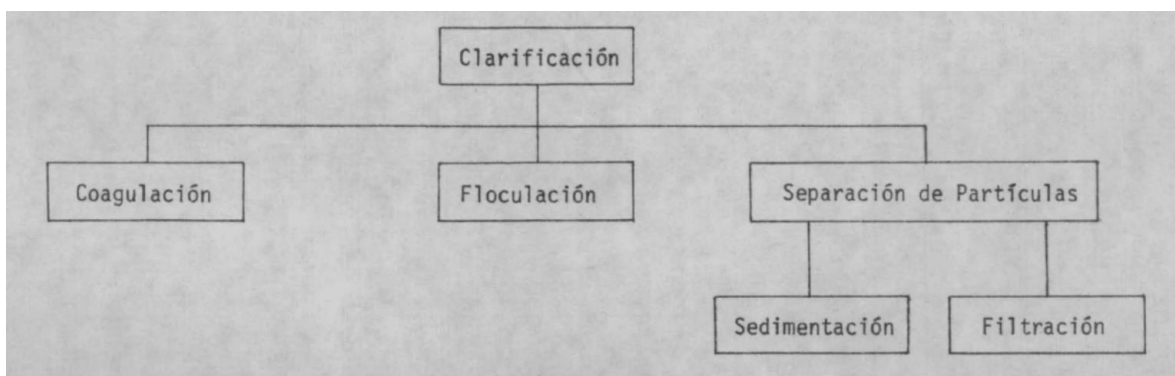 Clarificación
Coagulación
Floculación
Separación de Partículas
Sedimentación
Filtración